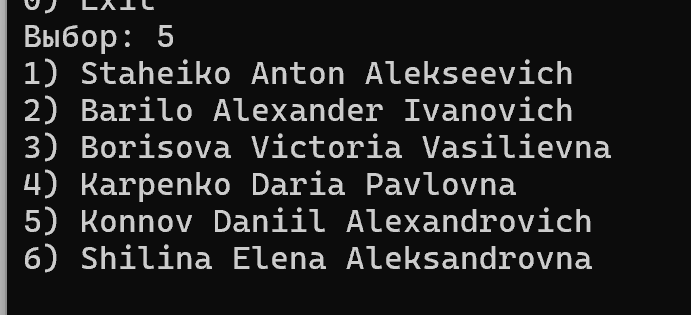 0) Exit
Выбор: 5
1) Staheiko Anton Alekseevich
2) Barilo Alexander Ivanovich
3) Borisova Victoria Vasilievna
4) Karpenko Daria Pavlovna
5) Konnov Daniil Alexandrovich
6) Shilina Elena Aleksandrovna